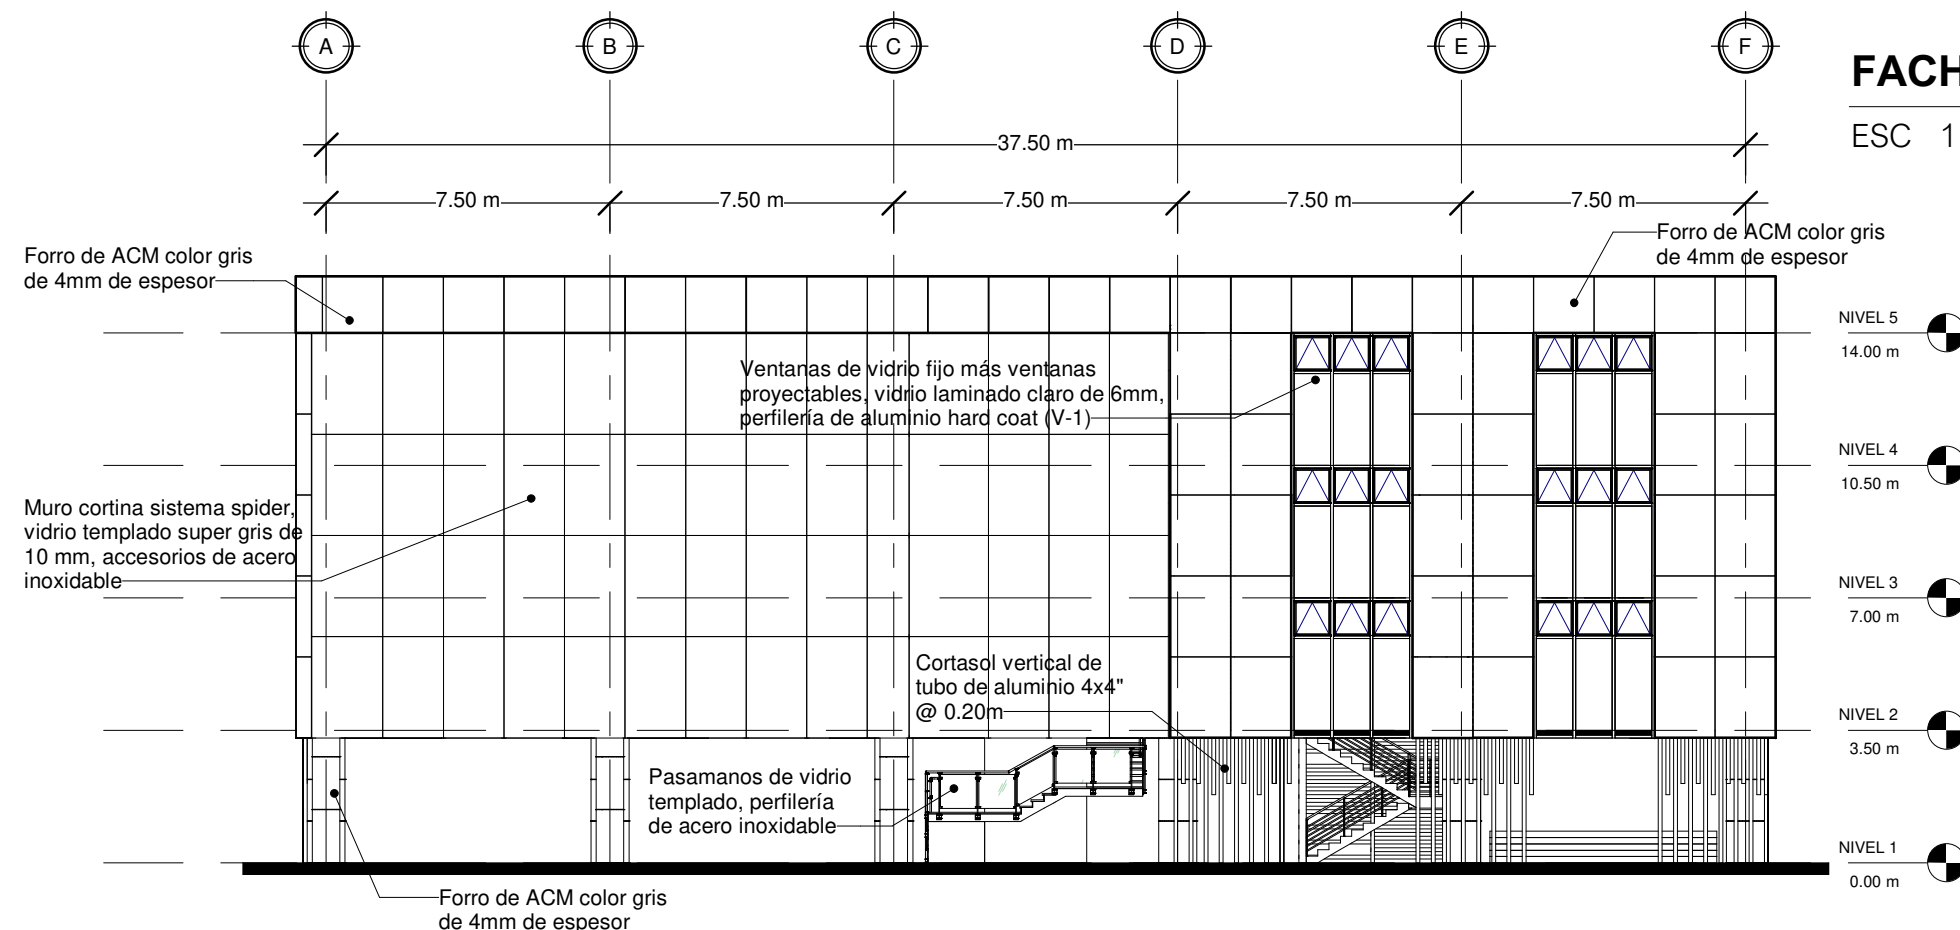 A
B
C
D
E
F
FACH
ESC 1
37.50 m
7.50 m
7.50 m
7.50 m
7.50 m
7.50 m
Forro de ACM color gris
de 4mm de espesor
Forro de ACM color gris
de 4mm de espesor
NIVEL 5
14.00 m
Ventanas de vidrio fijo más ventanas
proyectables, vidrio laminado claro de 6mm,
perfilería de aluminio hard coat (V-1)
NIVEL 4
10.50 m
Muro cortina sistema spider,
vidrio templado super gris de
10 mm, accesorios de acero
inoxidable
NIVEL 3
7.00 m
Cortasol vertical de
tubo de aluminio 4x4"
@ 0.20m
NIVEL 2
3.50 m
Pasamanos de vidrio
templado, perfilería
de acero inoxidable
NIVEL 1
0.00 m
Forro de ACM color gris
de 4mm de espesor